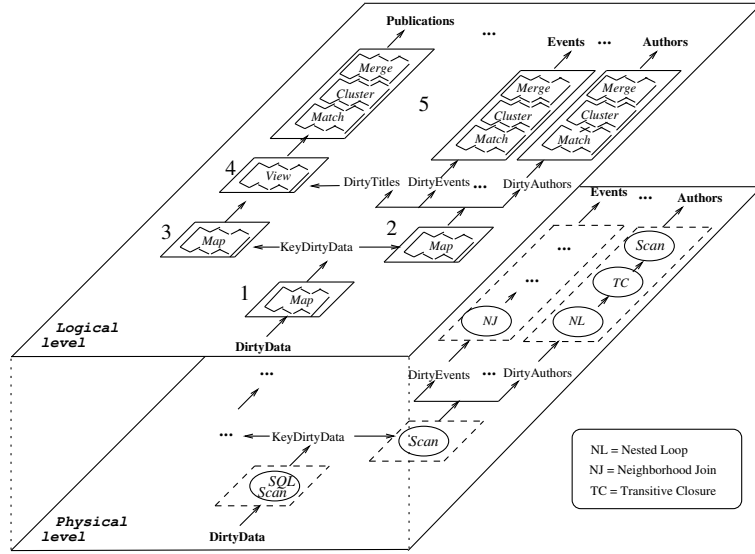 Publications
...
Events ... Authors
Merge
Cluster
Match
5
Merge
Cluster
Match
Merge
Cluster
Match
4
View
DirtyTitles DirtyEvents ... DirtyAuthors
3
Map
KeyDirtyData
2
Map
1
Map
DirtyData
Logical
level
Events ... Authors
...
...
Scan
TC
NJ
NL
DirtyEvents ... DirtyAuthors
...
... KeyDirtyData
Scan
SQL
Scan
DirtyData
Physical
level
NL = Nested Loop
NJ = Neighborhood Join
TC = Transitive Closure